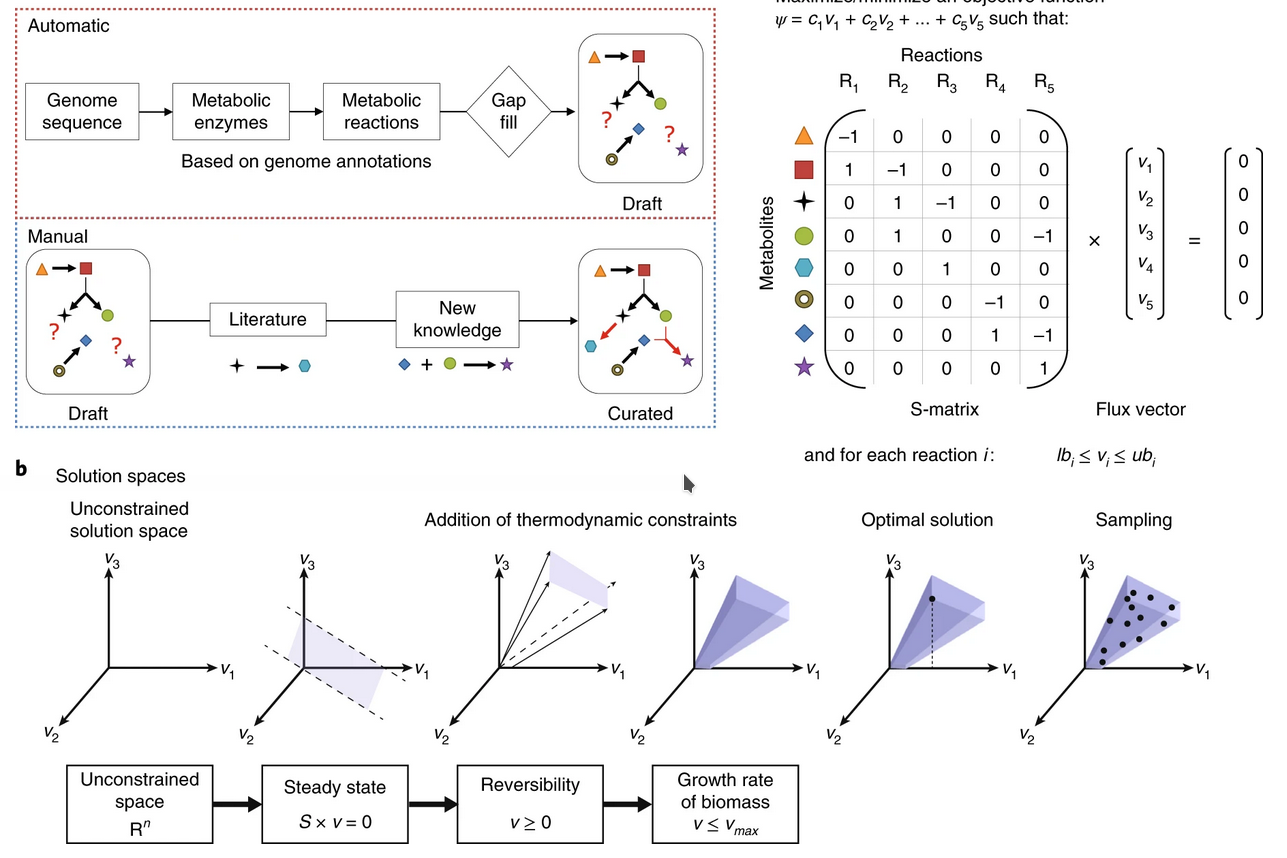 Automatic
Genome
sequence
Metabolic
enzymes
Metabolic
reactions
Gap
fill
?
?
Based on genome annotations
Draft
Manual
?
?
Draft
Literature
New
knowledge
+
Curated
Maximize/minimize an objective function
ψ = c₁v₁ + c₂v₂ + ... + c₅v₅ such that:
Reactions
R₁ R₂ R₃ R₄ R₅
Metabolites
−1 0 0 0 0
1 −1 0 0 0
0 1 −1 0 0
0 1 0 0 −1
0 0 1 0 0
0 0 0 −1 0
0 0 0 1 −1
0 0 0 0 1
×
v₁
v₂
v₃
v₄
v₅
=
0
0
0
0
0
S-matrix
Flux vector
and for each reaction i: lbᵢ ≤ vᵢ ≤ ubᵢ
b
Solution spaces
Unconstrained
solution space
Addition of thermodynamic constraints
Optimal solution
Sampling
v₃
v₁
v₂
v₃
v₁
v₂
v₃
v₁
v₂
v₃
v₁
v₂
v₃
v₁
v₂
v₃
v₁
v₂
Unconstrained
space
Rⁿ
Steady state
S × v = 0
Reversibility
v ≥ 0
Growth rate
of biomass
v ≤ vₘₐₓ